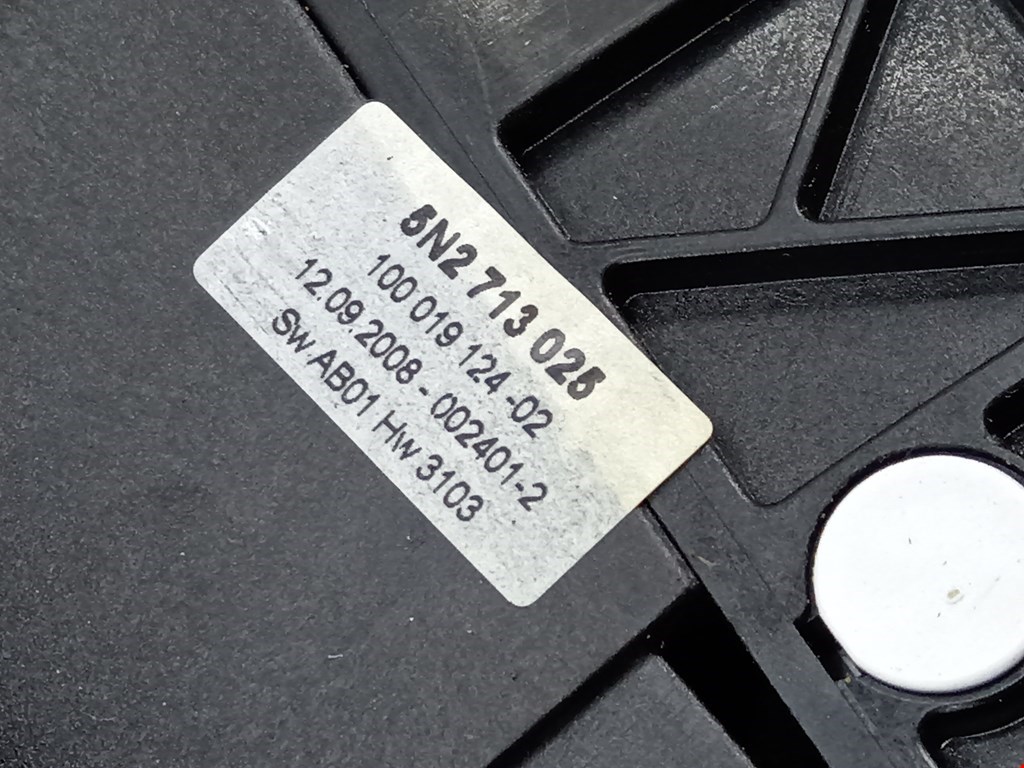 5N2 713 025
100 019 124 -02
12.09.2008 - 002401-2
Sw AB01 Hw 3103